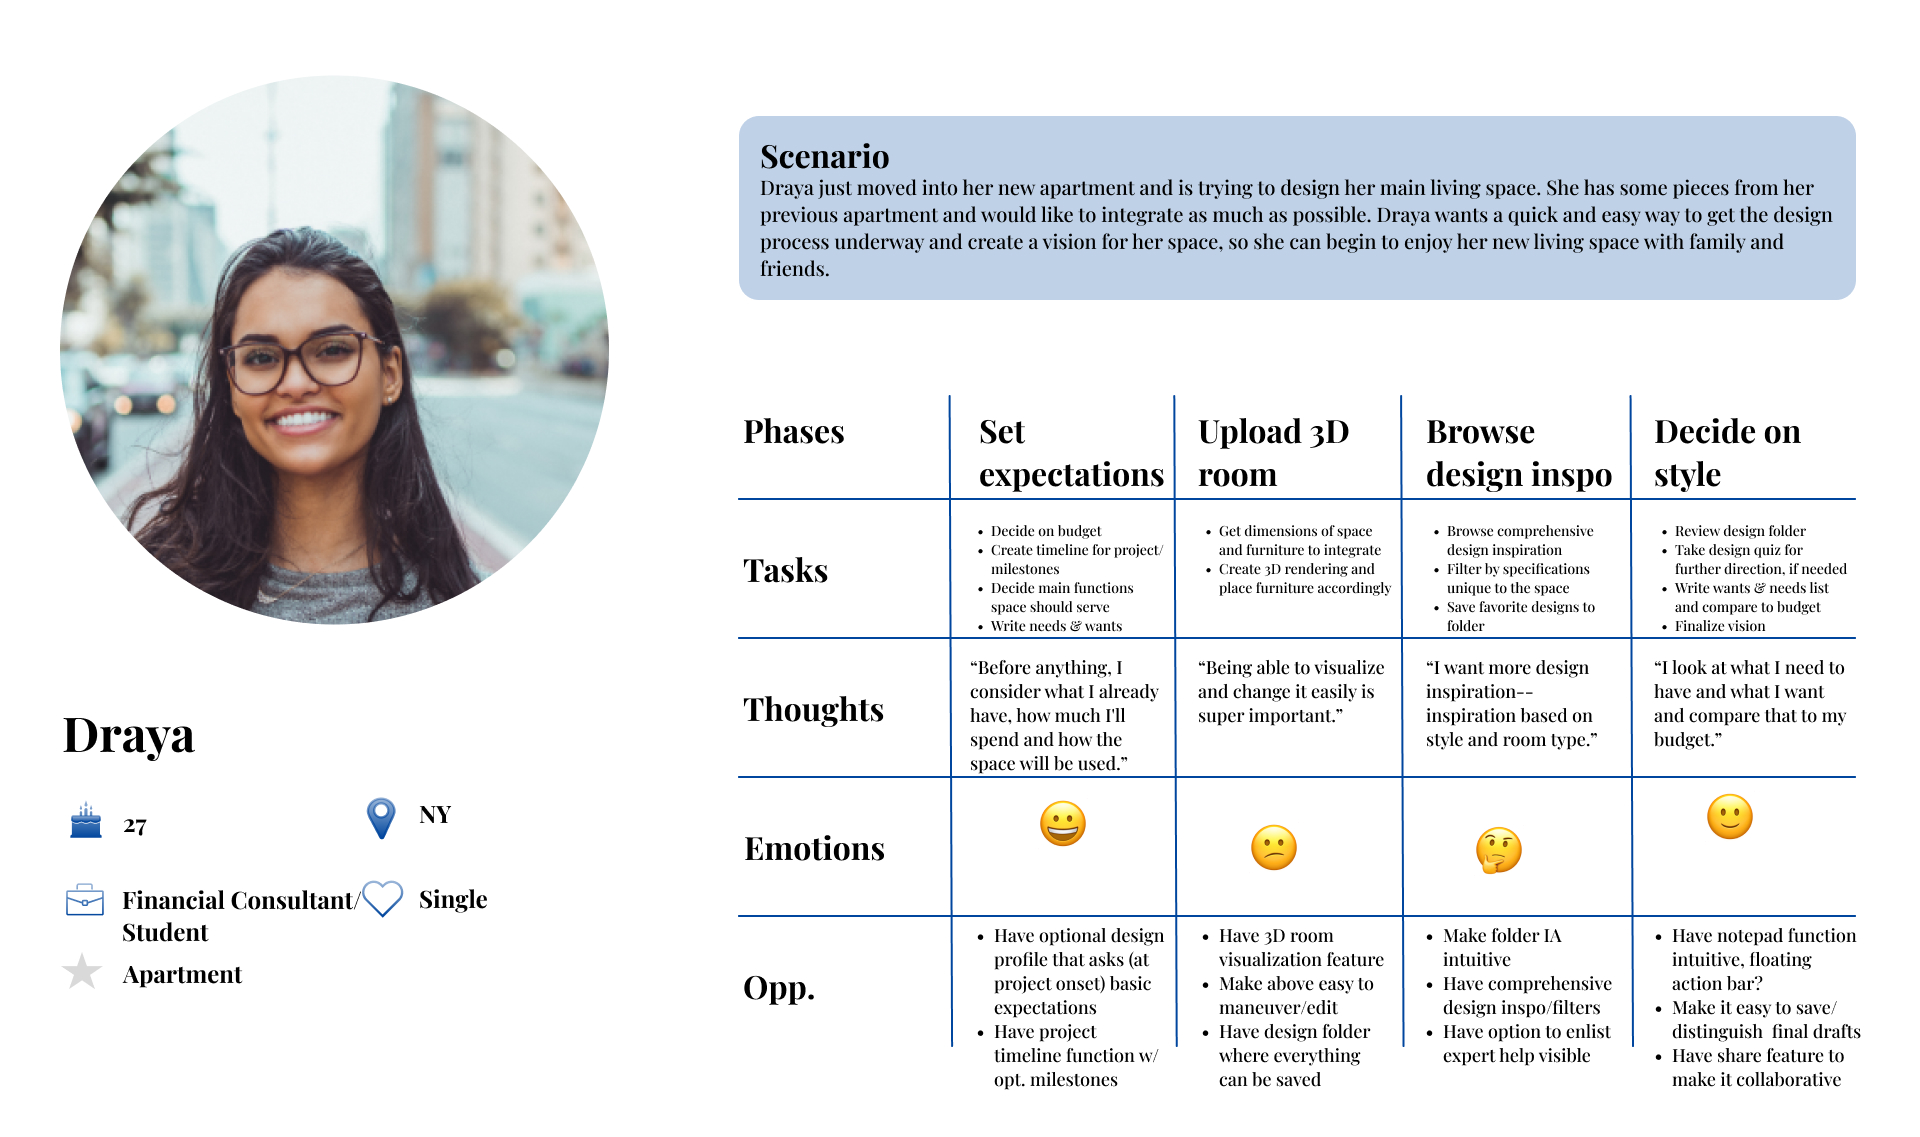 Scenario
Draya just moved into her new apartment and is trying to design her main living space. She has some pieces from her
previous apartment and would like to integrate as much as possible. Draya wants a quick and easy way to get the design
process underway and create a vision for her space, so she can begin to enjoy her new living space with family and
friends.
Draya
27
NY
Financial Consultant/
Student
Single
Apartment
Phases
Set
expectations
Upload 3D
room
Browse
design inspo
Decide on
style
Tasks
• Decide on budget
• Create timeline for project/
milestones
• Decide main functions
space should serve
• Write needs & wants
• Get dimensions of space
and furniture to integrate
• Create 3D rendering and
place furniture accordingly
• Browse comprehensive
design inspiration
• Filter by specifications
unique to the space
• Save favorite designs to
folder
• Review design folder
• Take design quiz for
further direction, if needed
• Write wants & needs list
and compare to budget
• Finalize vision
Thoughts
“Before anything, I
consider what I already
have, how much I'll
spend and how the
space will be used.”
“Being able to visualize
and change it easily is
super important.”
“I want more design
inspiration--
inspiration based on
style and room type.”
“I look at what I need to
have and what I want
and compare that to my
budget.”
Emotions
Opp.
• Have optional design
profile that asks (at
project onset) basic
expectations
• Have project
timeline function w/
opt. milestones
• Have 3D room
visualization feature
• Make above easy to
maneuver/edit
• Have design folder
where everything
can be saved
• Make folder IA
intuitive
• Have comprehensive
design inspo/filters
• Have option to enlist
expert help visible
• Have notepad function
intuitive, floating
action bar?
• Make it easy to save/
distinguish  final drafts
• Have share feature to
make it collaborative